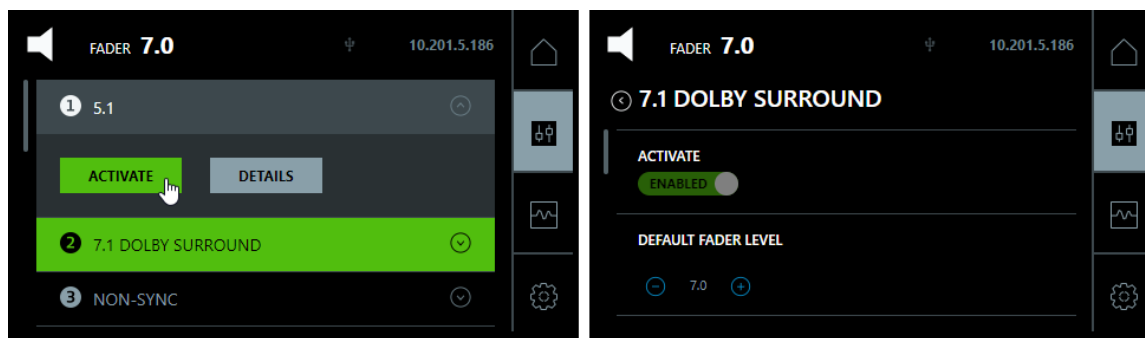 FADER 7.0 10.201.5.186
1 5.1
ACTIVATE DETAILS
2 7.1 DOLBY SURROUND
3 NON-SYNC
FADER 7.0 10.201.5.186
7.1 DOLBY SURROUND
ACTIVATE
ENABLED
DEFAULT FADER LEVEL
7.0